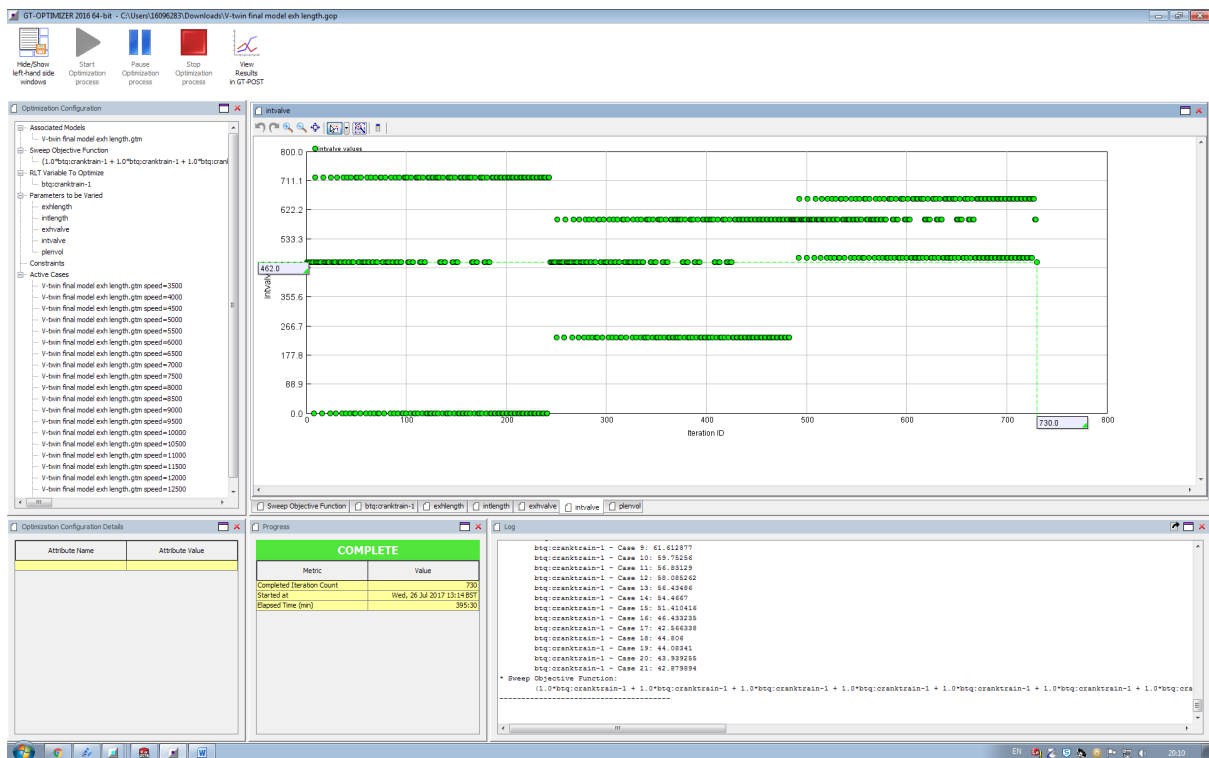 GT-OPTIMIZER 2016 64-bit - C:\Users\16096283\Downloads\V-twin final model exh length.gop
Hide/Show left-hand side windows
Start Optimization process
Pause Optimization process
Stop Optimization process
View Results in GT-POST
Optimization Configuration
Associated Models
V-twin final model exh length.gtm
Sweep Objective Function
(1.0*btq:cranktrain-1 + 1.0*btq:cranktrain-1 + 1.0*btq:cranl
RLT Variable To Optimize
btq:cranktrain-1
Parameters to be Varied
exhlength
intlength
exhvalve
intvalve
plenvol
Constraints
Active Cases
V-twin final model exh length.gtm speed=3500
V-twin final model exh length.gtm speed=4000
V-twin final model exh length.gtm speed=4500
V-twin final model exh length.gtm speed=5000
V-twin final model exh length.gtm speed=5500
V-twin final model exh length.gtm speed=6000
V-twin final model exh length.gtm speed=6500
V-twin final model exh length.gtm speed=7000
V-twin final model exh length.gtm speed=7500
V-twin final model exh length.gtm speed=8000
V-twin final model exh length.gtm speed=8500
V-twin final model exh length.gtm speed=9000
V-twin final model exh length.gtm speed=9500
V-twin final model exh length.gtm speed=10000
V-twin final model exh length.gtm speed=10500
V-twin final model exh length.gtm speed=11000
V-twin final model exh length.gtm speed=11500
V-twin final model exh length.gtm speed=12000
V-twin final model exh length.gtm speed=12500
intvalve
intvalve values
800.0
711.1
622.2
533.3
462.0
355.6
266.7
177.8
88.9
0.0
0 100 200 300 400 500 600 700 800
730.0
Iteration ID
Sweep Objective Function btq:cranktrain-1 exhlength intlength exhvalve intvalve plenvol
Optimization Configuration Details
Attribute Name Attribute Value
Progress
COMPLETE
Metric Value
Completed Iteration Count 730
Started at Wed, 26 Jul 2017 13:14 BST
Elapsed Time (min) 395:30
Log
btq:cranktrain-1 - Case 9: 61.612877
btq:cranktrain-1 - Case 10: 59.75256
btq:cranktrain-1 - Case 11: 56.83129
btq:cranktrain-1 - Case 12: 58.085262
btq:cranktrain-1 - Case 13: 56.43486
btq:cranktrain-1 - Case 14: 54.4667
btq:cranktrain-1 - Case 15: 51.410416
btq:cranktrain-1 - Case 16: 46.433235
btq:cranktrain-1 - Case 17: 42.566338
btq:cranktrain-1 - Case 18: 44.806
btq:cranktrain-1 - Case 19: 44.08341
btq:cranktrain-1 - Case 20: 43.939255
btq:cranktrain-1 - Case 21: 42.879894
* Sweep Objective Function:
(1.0*btq:cranktrain-1 + 1.0*btq:cranktrain-1 + 1.0*btq:cranktrain-1 + 1.0*btq:cranktrain-1 + 1.0*btq:cranktrain-1 + 1.0*btq:cranktrain-1 + 1.0*btq:cra
----------------------------------
EN 20:10